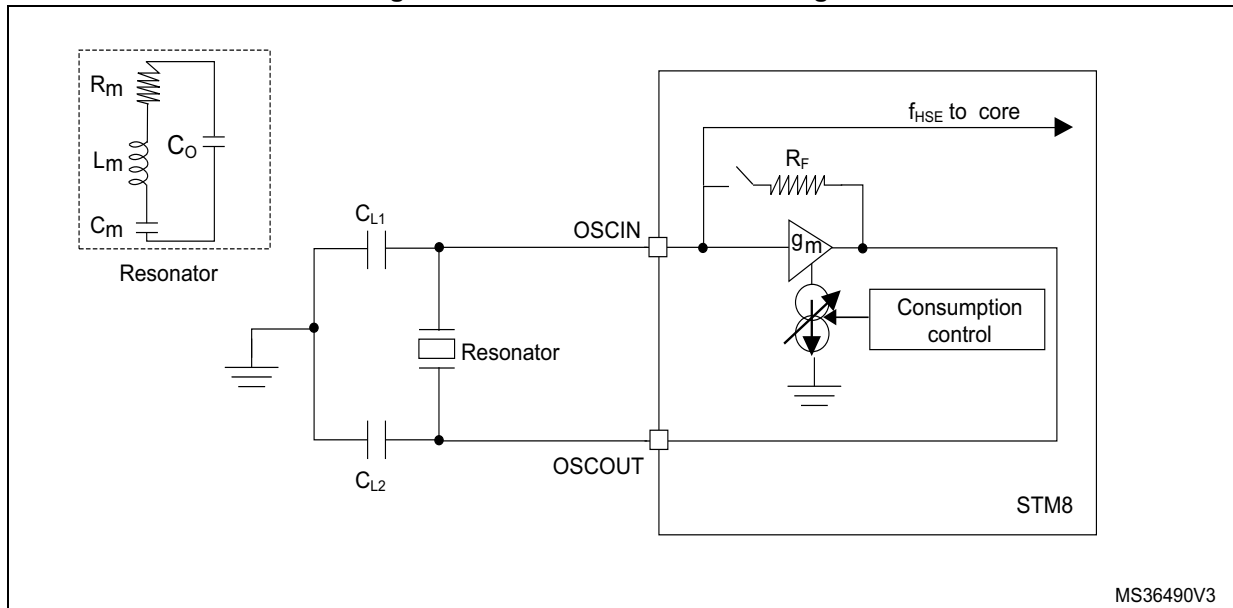 Rm
Lm
Cm
CO
Resonator
CL1
CL2
Resonator
OSCIN
OSCOUT
fHSE to core
RF
gm
Consumption
control
STM8
MS36490V3